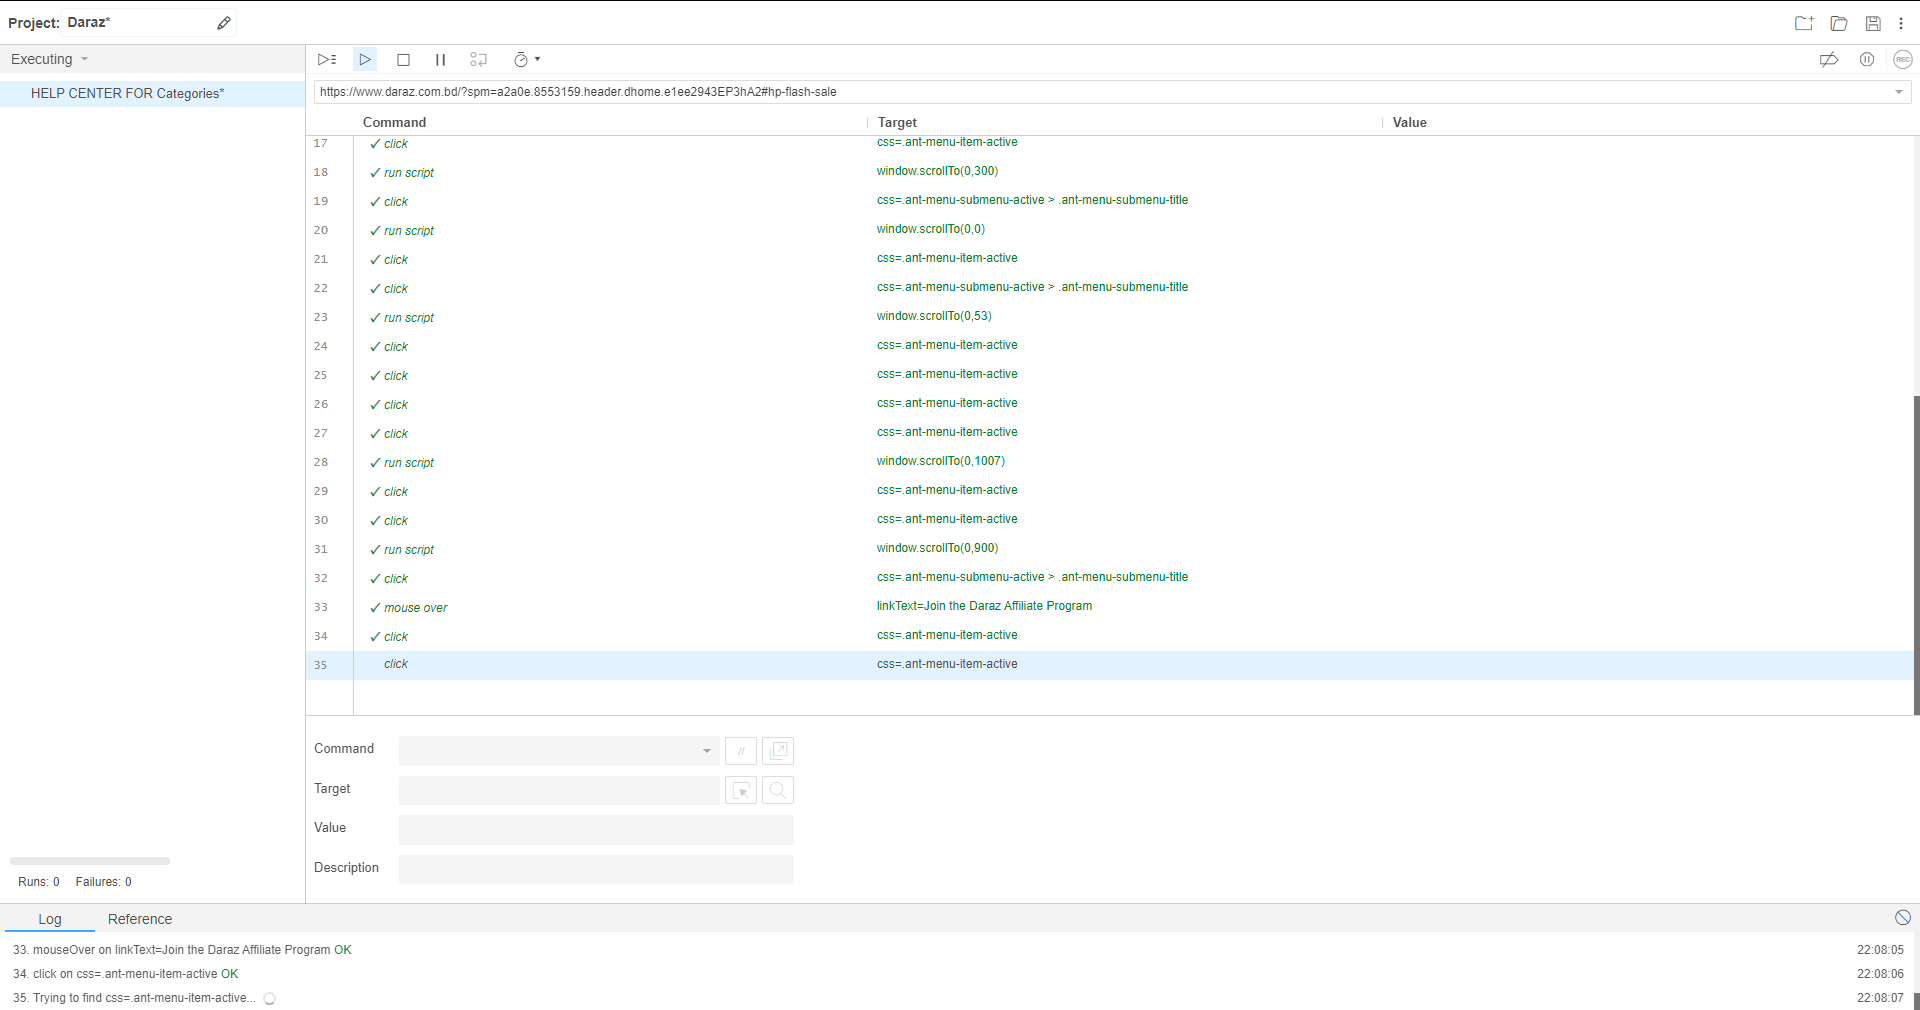 Project: Daraz*
Executing
REC
HELP CENTER FOR Categories*
https://www.daraz.com.bd/?spm=a2a0e.8553159.header.dhome.e1ee2943EP3hA2#hp-flash-sale
Command Target Value
17 ✓ click css=.ant-menu-item-active
18 ✓ run script window.scrollTo(0,300)
19 ✓ click css=.ant-menu-submenu-active > .ant-menu-submenu-title
20 ✓ run script window.scrollTo(0,0)
21 ✓ click css=.ant-menu-item-active
22 ✓ click css=.ant-menu-submenu-active > .ant-menu-submenu-title
23 ✓ run script window.scrollTo(0,53)
24 ✓ click css=.ant-menu-item-active
25 ✓ click css=.ant-menu-item-active
26 ✓ click css=.ant-menu-item-active
27 ✓ click css=.ant-menu-item-active
28 ✓ run script window.scrollTo(0,1007)
29 ✓ click css=.ant-menu-item-active
30 ✓ click css=.ant-menu-item-active
31 ✓ run script window.scrollTo(0,900)
32 ✓ click css=.ant-menu-submenu-active > .ant-menu-submenu-title
33 ✓ mouse over linkText=Join the Daraz Affiliate Program
34 ✓ click css=.ant-menu-item-active
35 click css=.ant-menu-item-active
Command //
Target
Value
Description
Runs: 0 Failures: 0
Log Reference
33. mouseOver on linkText=Join the Daraz Affiliate Program OK 22:08:05
34. click on css=.ant-menu-item-active OK 22:08:06
35. Trying to find css=.ant-menu-item-active... 22:08:07